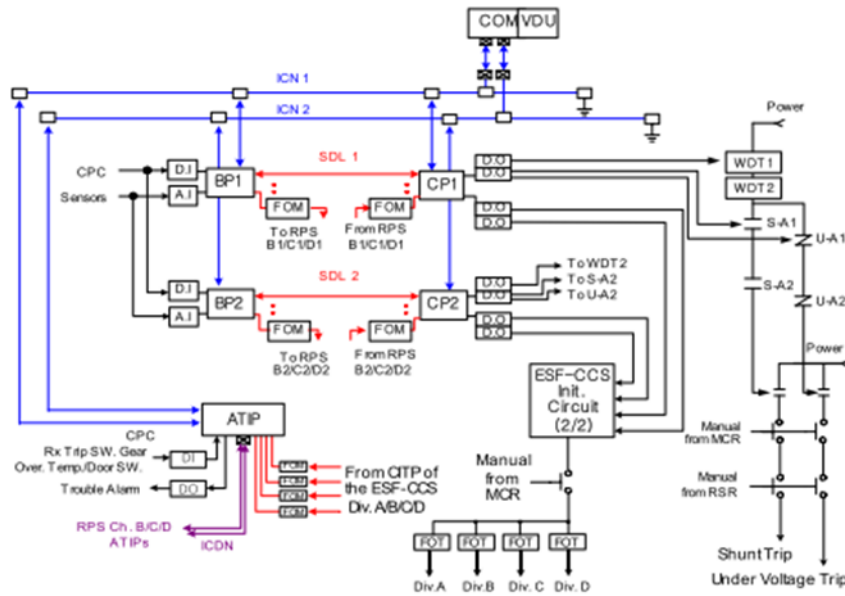 COM VDU
ICN 1
ICN 2
Power
CPC
D.I
BP1
SDL 1
CP1
D.O
D.O
WDT1
WDT2
Sensors
A.I
FOM
FOM
D.O
D.O
S-A1
U-A1
To RPS
B1/C1/D1
From RPS
B1/C1/D1
SDL 2
To WDT2
To S-A2
To U-A2
S-A2
U-A2
D.I
BP2
CP2
D.O
D.O
A.I
FOM
FOM
D.O
D.O
To RPS
B2/C2/D2
From RPS
B2/C2/D2
Power
ESF-CCS
Init.
Circuit
(2/2)
ATIP
CPC
Rx Trip SW. Gear
Over. Temp./Door SW.
DI
Trouble Alarm
DO
FOM
FOM
FOM
FOM
From CITP of
the ESF-CCS
Div. A/B/C/D
Manual
from
MCR
Manual
from MCR
Manual
from RSR
RPS Ch. B/C/D
ATIPs
ICDN
FOT
FOT
FOT
FOT
Div.A
Div.B
Div. C
Div. D
Shunt Trip
Under Voltage Trip